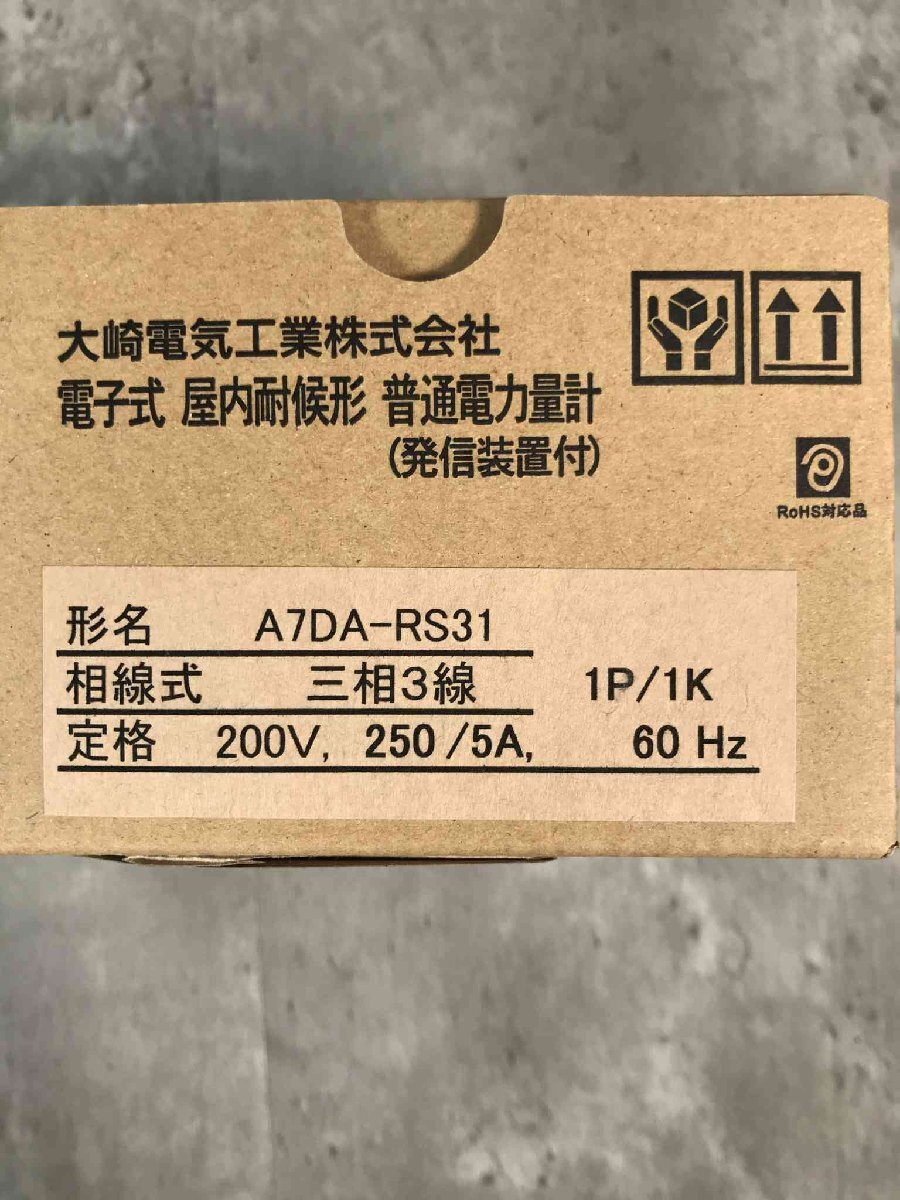 大崎電気工業株式会社
電子式 屋内耐候形 普通電力量計
(発信装置付)
RoHS対応品
形名 A7DA-RS31
相線式 三相3線 1P/1K
定格 200V, 250/5A, 60 Hz